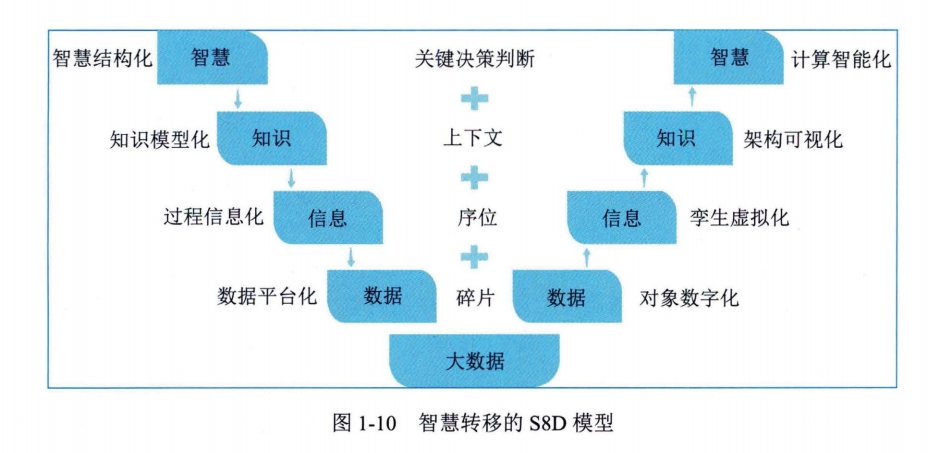 智慧结构化 智慧 关键决策判断 智慧 计算智能化
知识模型化 知识 上下文 知识 架构可视化
过程信息化 信息 序位 信息 孪生虚拟化
数据平台化 数据 碎片 数据 对象数字化
大数据
图 1-10 智慧转移的 S8D 模型